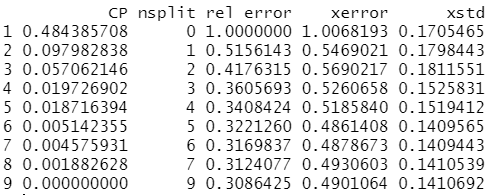 CP nsplit rel error xerror xstd
1 0.484385708 0 1.0000000 1.0068193 0.1705465
2 0.097982838 1 0.5156143 0.5469021 0.1798443
3 0.057062146 2 0.4176315 0.5690217 0.1811551
4 0.019726902 3 0.3605693 0.5260658 0.1525831
5 0.018716394 4 0.3408424 0.5185840 0.1519412
6 0.005142355 5 0.3221260 0.4861408 0.1409565
7 0.004575931 6 0.3169837 0.4878673 0.1409443
8 0.001882628 7 0.3124077 0.4930603 0.1410539
9 0.000000000 9 0.3086425 0.4901064 0.1410692